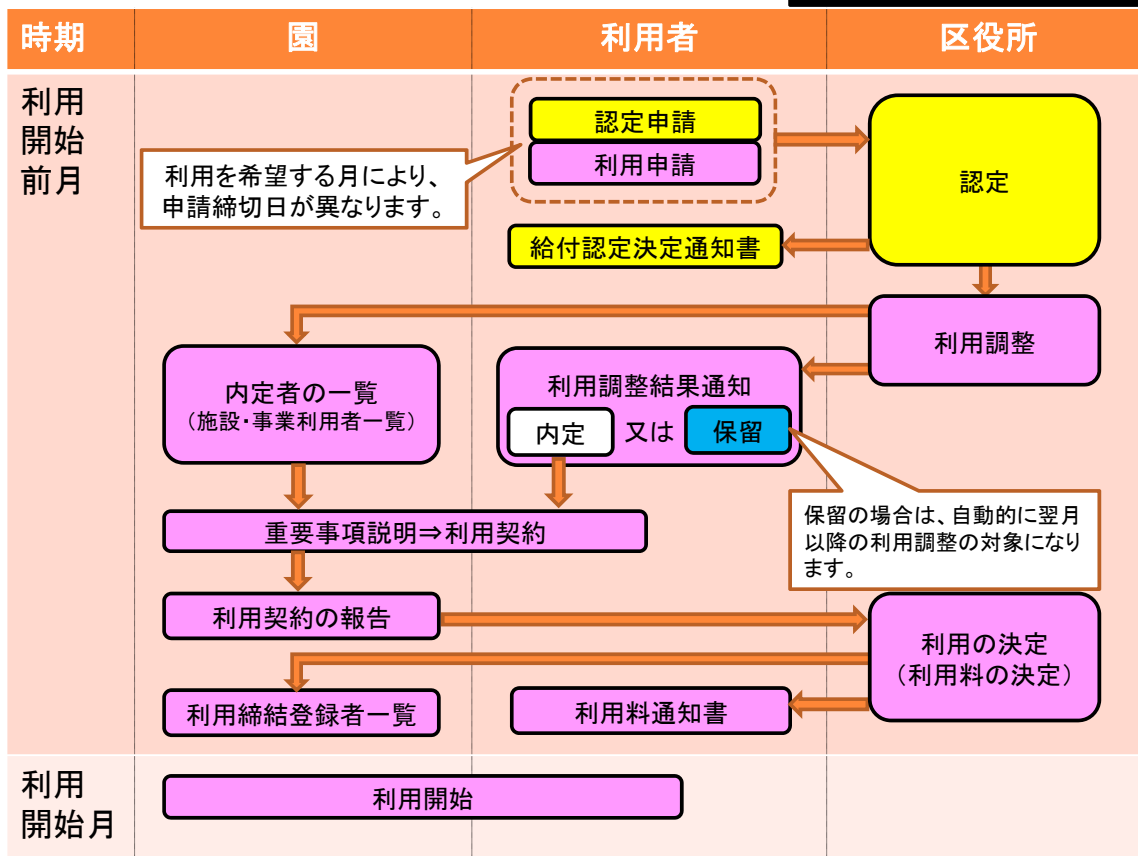 時期
園
利用者
区役所
利用
開始
前月
認定申請
利用申請
利用を希望する月により、
申請締切日が異なります。
認定
給付認定決定通知書
利用調整
内定者の一覧
（施設・事業利用者一覧）
利用調整結果通知
内定 又は 保留
保留の場合は、自動的に翌月
以降の利用調整の対象になり
ます。
重要事項説明⇒利用契約
利用契約の報告
利用の決定
（利用料の決定）
利用締結登録者一覧
利用料通知書
利用
開始月
利用開始